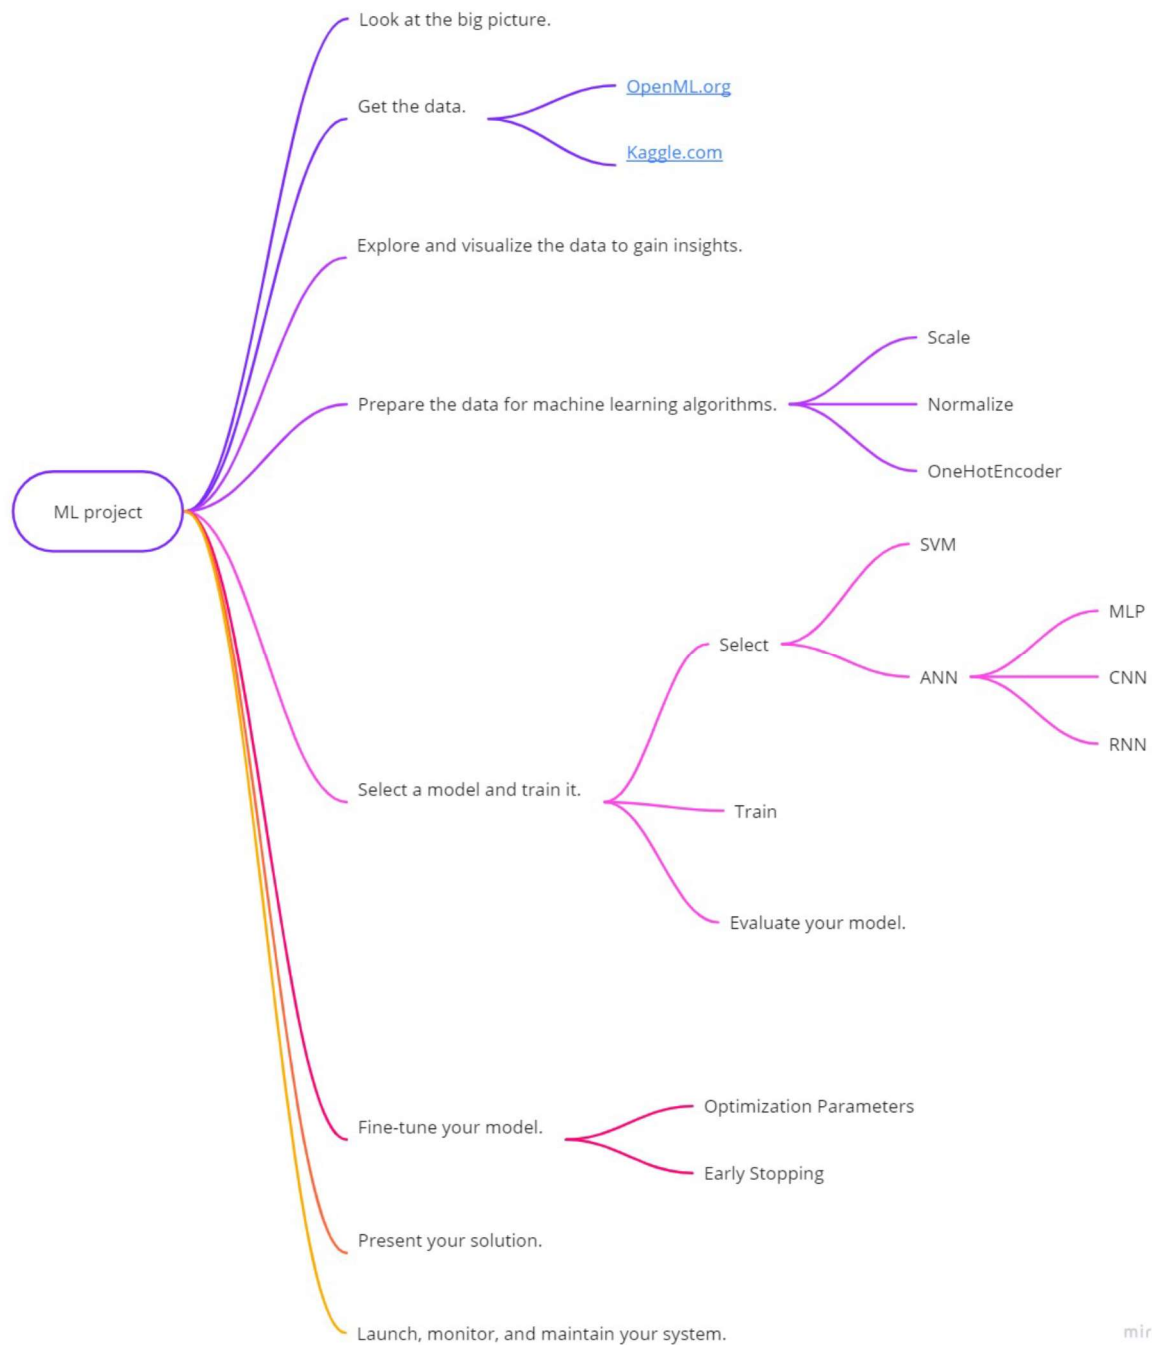 Look at the big picture.
Get the data.
OpenML.org
Kaggle.com
Explore and visualize the data to gain insights.
Prepare the data for machine learning algorithms.
Scale
Normalize
OneHotEncoder
ML project
Select a model and train it.
Select
SVM
ANN
MLP
CNN
RNN
Train
Evaluate your model.
Fine-tune your model.
Optimization Parameters
Early Stopping
Present your solution.
Launch, monitor, and maintain your system.
mir